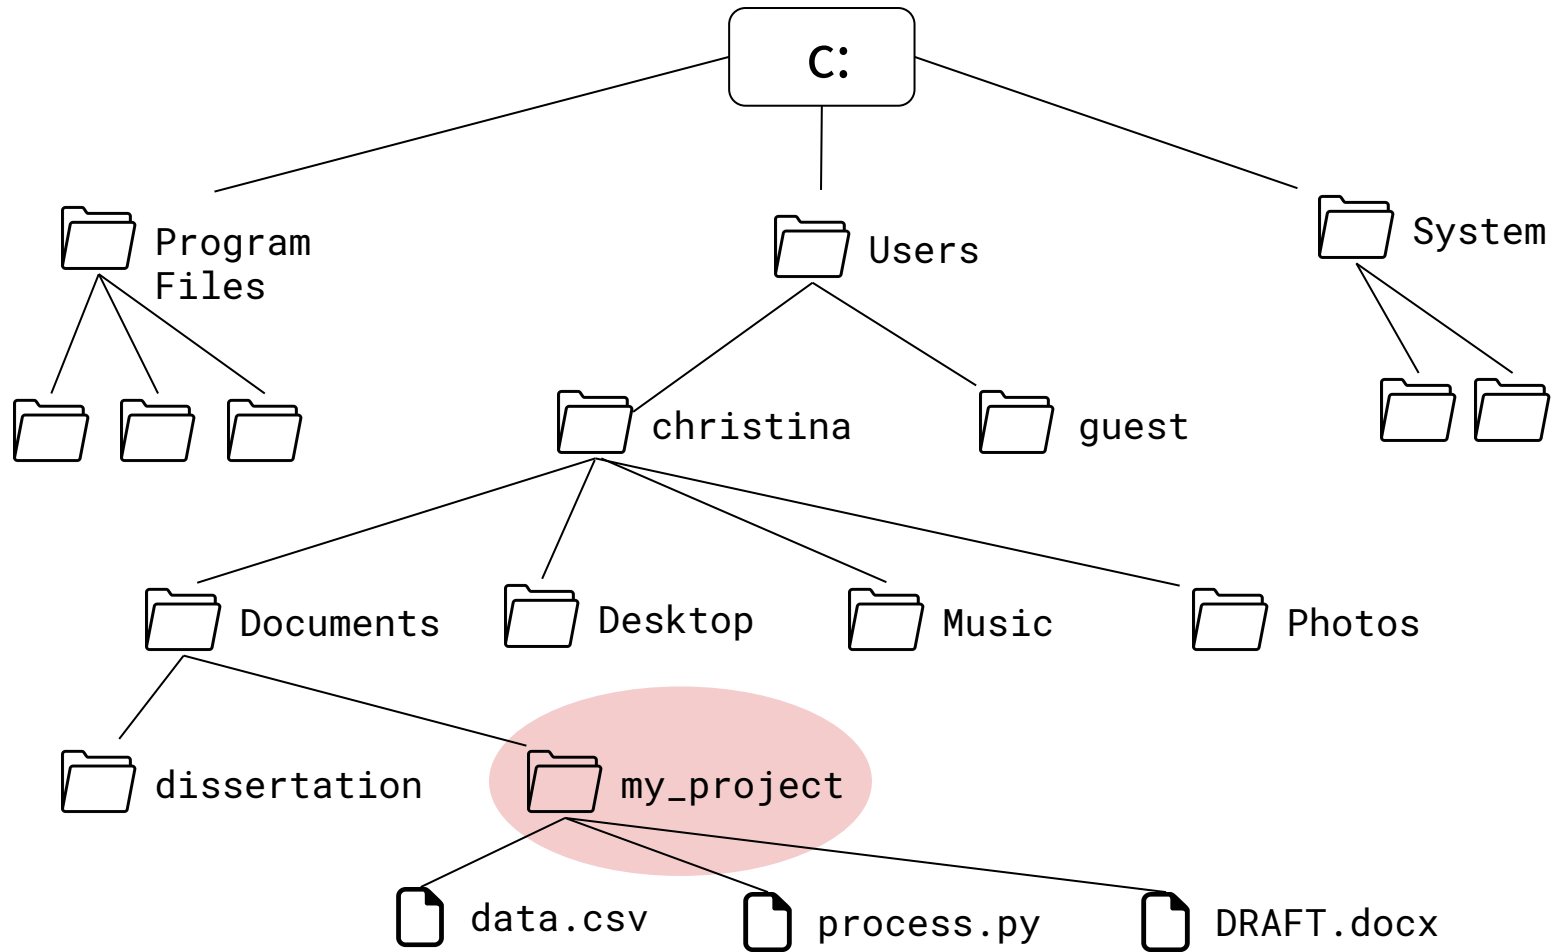 C:
Program
Files
Users
System
christina
guest
Documents
Desktop
Music
Photos
dissertation
my_project
data.csv
process.py
DRAFT.docx